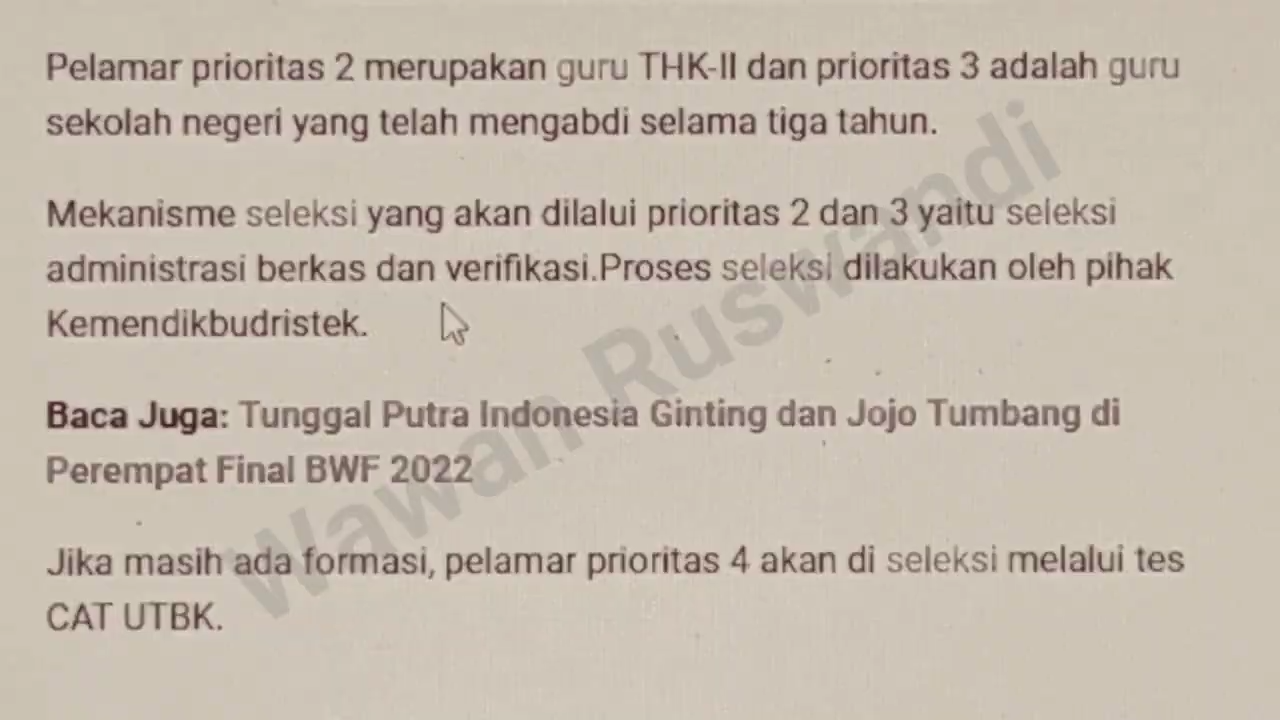 Pelamar prioritas 2 merupakan guru THK-II dan prioritas 3 adalah guru
sekolah negeri yang telah mengabdi selama tiga tahun.
Mekanisme seleksi yang akan dilalui prioritas 2 dan 3 yaitu seleksi
administrasi berkas dan verifikasi.Proses seleksi dilakukan oleh pihak
Kemendikbudristek.
Baca Juga: Tunggal Putra Indonesia Ginting dan Jojo Tumbang di
Perempat Final BWF 2022
Jika masih ada formasi, pelamar prioritas 4 akan di seleksi melalui tes
CAT UTBK.
Wawan Ruswandi